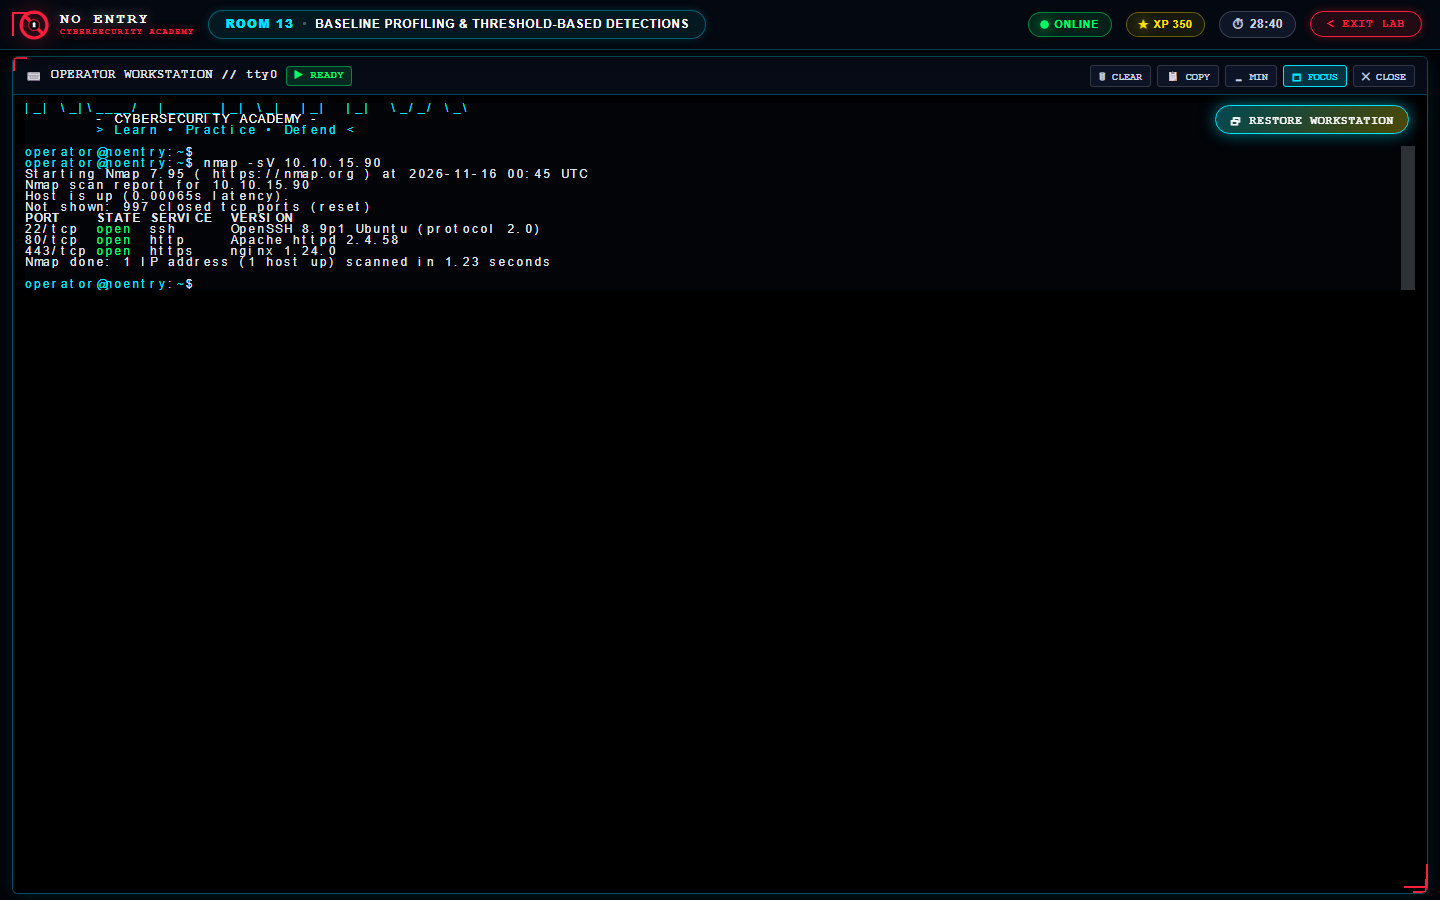 NO ENTRY
CYBERSECURITY ACADEMY
ROOM 13 • BASELINE PROFILING & THRESHOLD-BASED DETECTIONS
ONLINE
★ XP 350
⏱ 28:40
< EXIT LAB
OPERATOR WORKSTATION // tty0
▶ READY
CLEAR
COPY
_ MIN
FOCUS
✕ CLOSE
RESTORE WORKSTATION
|_| \_|\____/ |______|_| \_| |_| |_| \_/_/ \_\
- CYBERSECURITY ACADEMY -
> Learn • Practice • Defend <
operator@noentry:~$
operator@noentry:~$ nmap -sV 10.10.15.90
Starting Nmap 7.95 ( https://nmap.org ) at 2026-11-16 00:45 UTC
Nmap scan report for 10.10.15.90
Host is up (0.00065s latency).
Not shown: 997 closed tcp ports (reset)
PORT STATE SERVICE VERSION
22/tcp open ssh OpenSSH 8.9p1 Ubuntu (protocol 2.0)
80/tcp open http Apache httpd 2.4.58
443/tcp open https nginx 1.24.0
Nmap done: 1 IP address (1 host up) scanned in 1.23 seconds
operator@noentry:~$